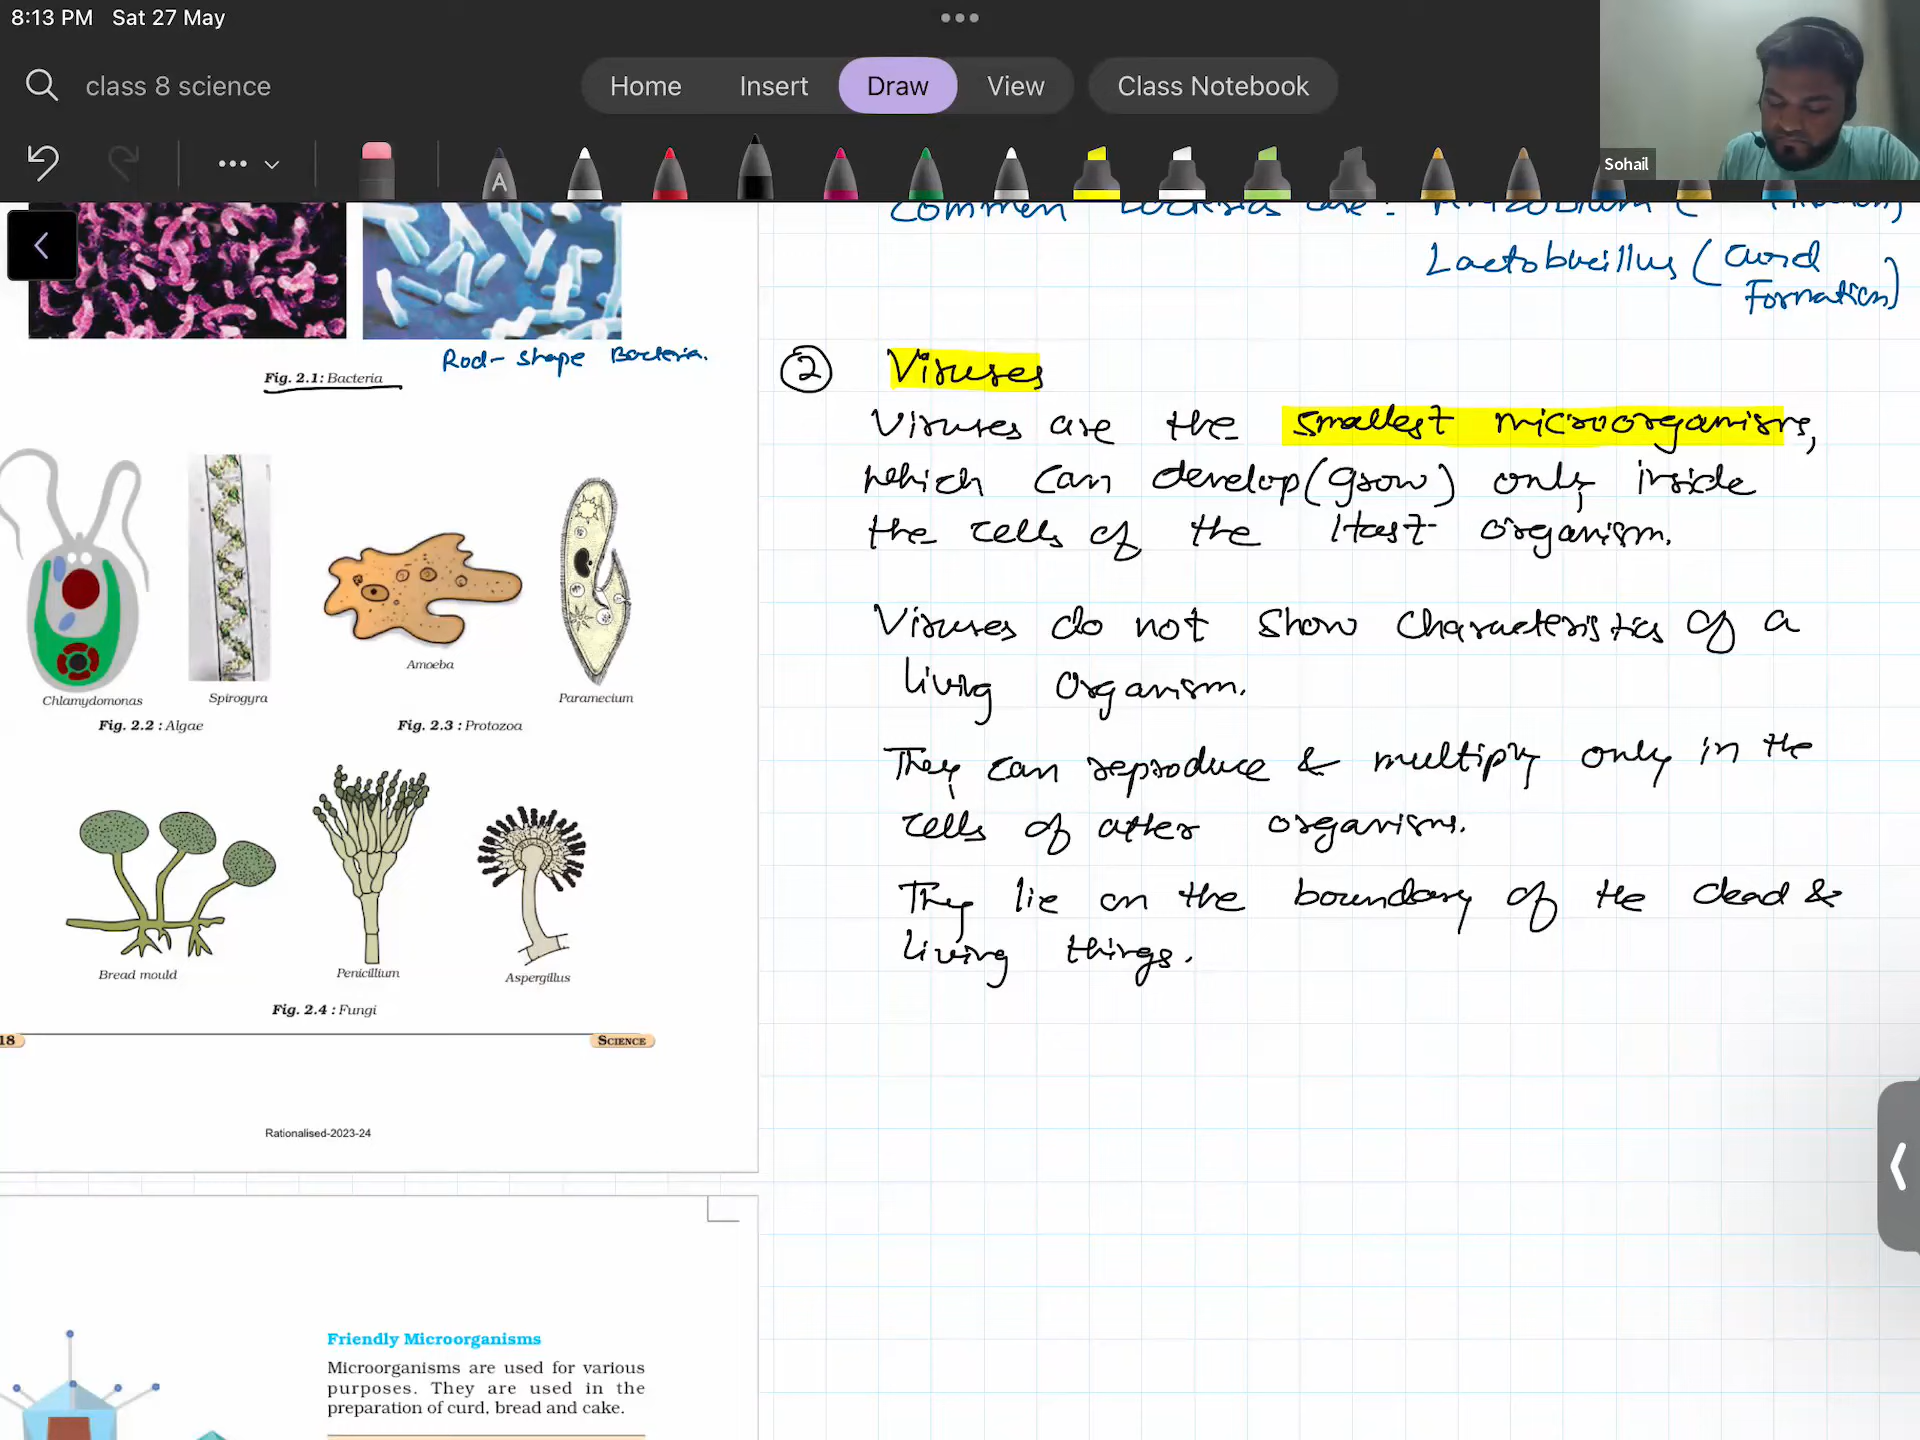 8:13 PM Sat 27 May
class 8 science
Home Insert Draw View Class Notebook
A
Sohail
Common are:
Lactobacillus (curd
Formation)
Rod-shape Bacteria.
Fig. 2.1: Bacteria
Chlamydomonas
Spirogyra
Fig. 2.2 : Algae
Amoeba
Paramecium
Fig. 2.3 : Protozoa
Bread mould
Penicillium
Aspergillus
Fig. 2.4 : Fungi
18
SCIENCE
Rationalised-2023-24
Friendly Microorganisms
Microorganisms are used for various
purposes. They are used in the
preparation of curd, bread and cake.
② Viruses
Viruses are the smallest microorganisms,
which can develop (grow) only inside
the cells of the Host organism.
Viruses do not show characteristics of a
living organism.
They can reproduce & multiply only in the
cells of other organisms.
They lie on the boundary of the dead &
living things.